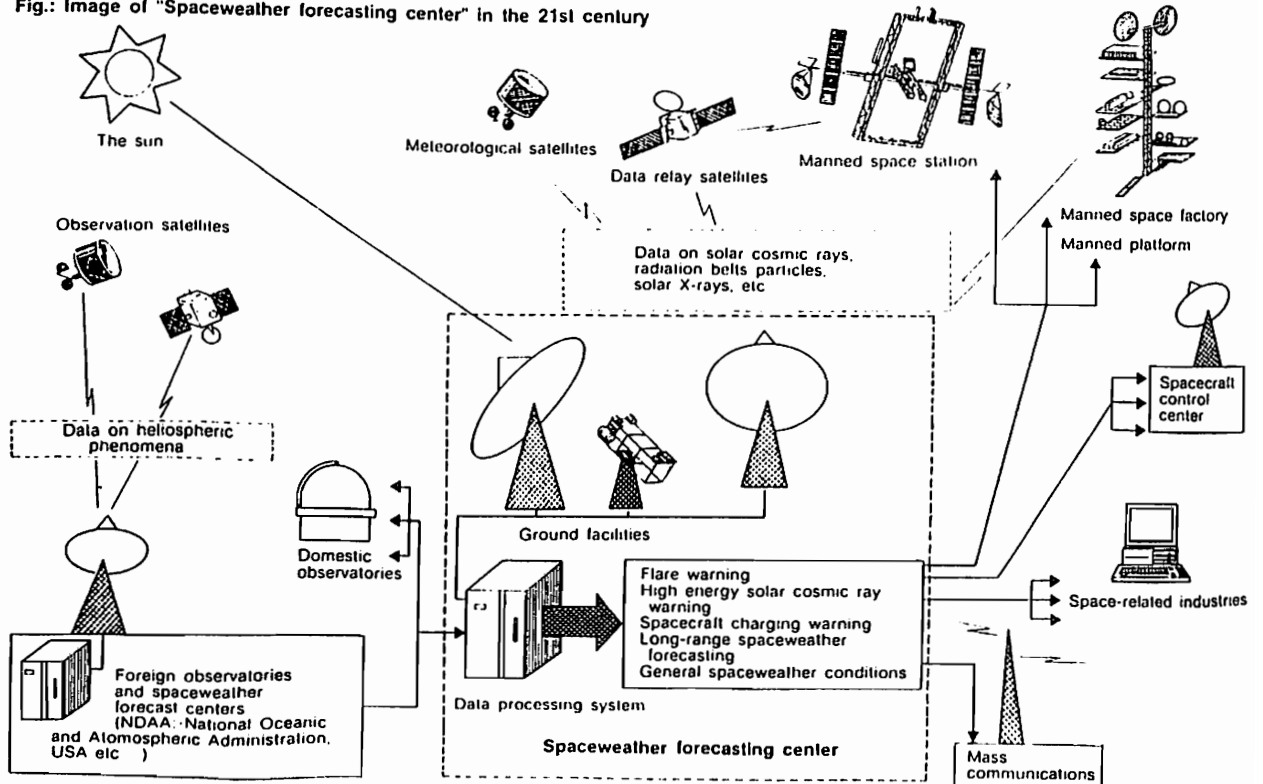 Fig.: Image of "Spaceweather forecasting center" in the 21st century
The sun
Meteorological satellites
Data relay satellites
Manned space station
Manned space factory
Manned platform
Observation satellites
Data on solar cosmic rays,
radiation belts particles,
solar X-rays, etc
Data on heliospheric
phenomena
Spacecraft
control
center
Domestic
observatories
Ground facilities
Flare warning
High energy solar cosmic ray
warning
Spacecraft charging warning
Long-range spaceweather
forecasting
General spaceweather conditions
Space-related industries
Foreign observatories
and spaceweather
forecast centers
(NDAA: National Oceanic
and Atomospheric Administration,
USA etc )
Data processing system
Spaceweather forecasting center
Mass
communications